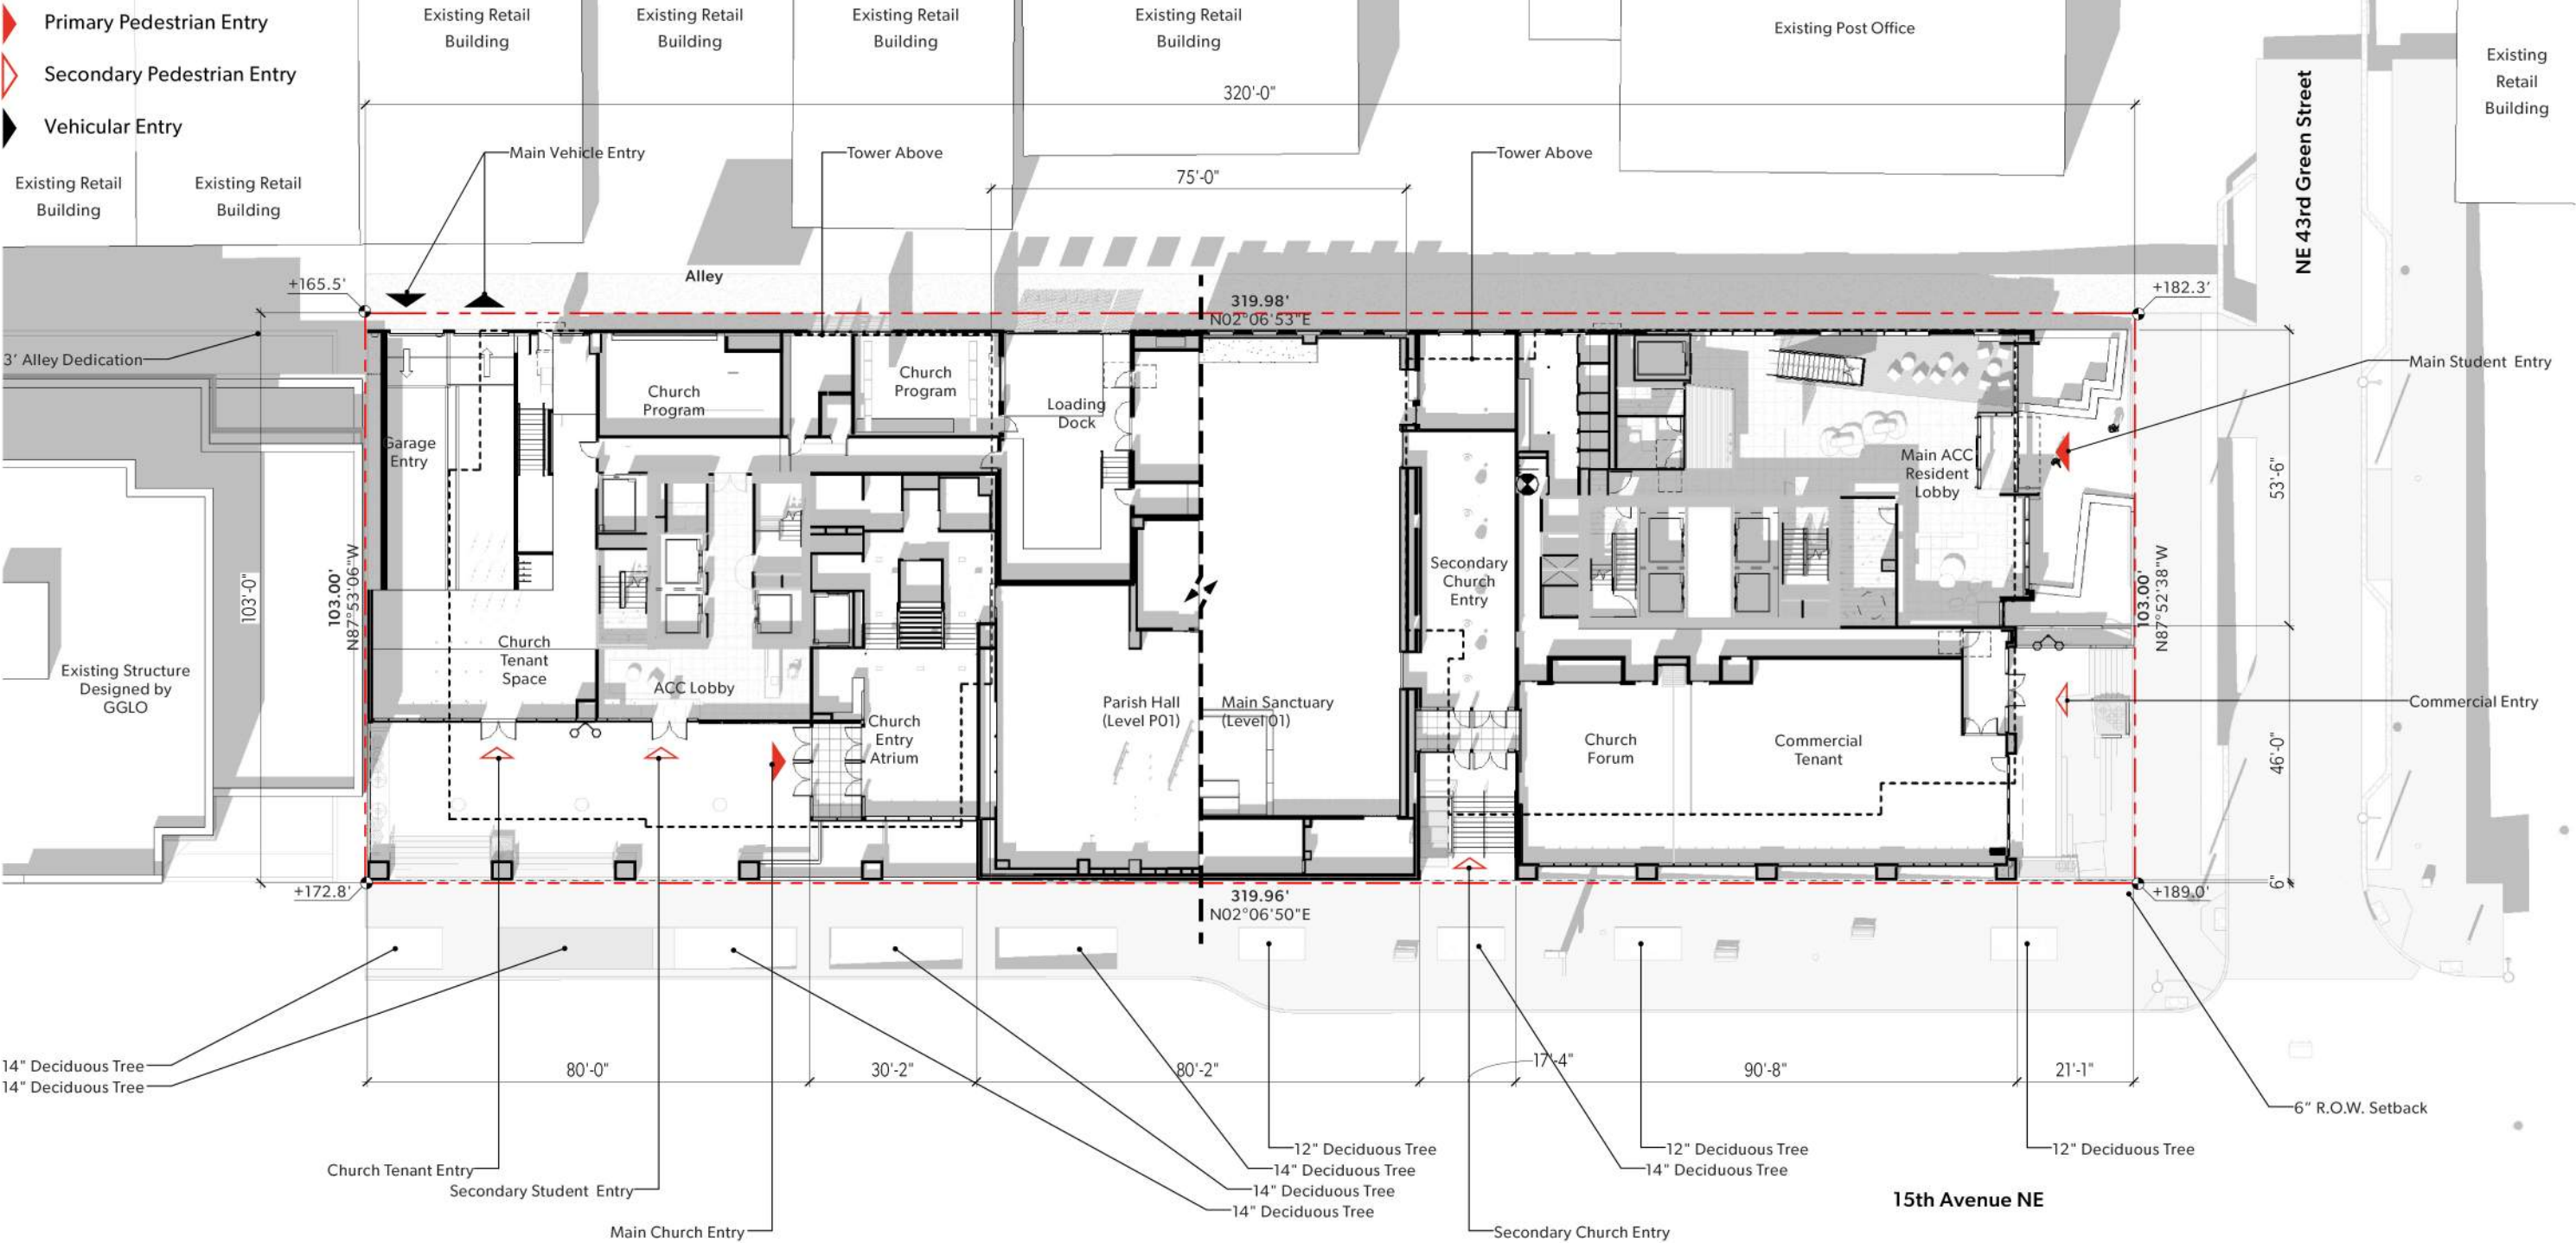 Primary Pedestrian Entry
Secondary Pedestrian Entry
Vehicular Entry
Existing Retail
Building
Existing Retail
Building
Existing Retail
Building
Existing Retail
Building
Existing Post Office
Existing
Retail
Building
Existing Retail
Building
Existing Retail
Building
NE 43rd Green Street
320'-0"
Main Vehicle Entry
Tower Above
Tower Above
75'-0"
Alley
+165.5'
+182.3'
319.98'
N02°06'53"E
3' Alley Dedication
Main Student Entry
Garage
Entry
Church
Program
Church
Program
Loading
Dock
Main ACC
Resident
Lobby
53'-6"
Secondary
Church
Entry
103'-0"
103.00'
N87°53'06"W
103.00'
N87°52'38"W
Existing Structure
Designed by
GGLO
Church
Tenant
Space
ACC Lobby
Church
Entry
Atrium
Parish Hall
(Level P01)
Main Sanctuary
(Level 01)
Church
Forum
Commercial
Tenant
Commercial Entry
46'-0"
6"
+172.8'
+189.0'
319.96'
N02°06'50"E
80'-0"
30'-2"
80'-2"
17'-4"
90'-8"
21'-1"
14" Deciduous Tree
14" Deciduous Tree
6" R.O.W. Setback
12" Deciduous Tree
14" Deciduous Tree
14" Deciduous Tree
14" Deciduous Tree
12" Deciduous Tree
14" Deciduous Tree
12" Deciduous Tree
Church Tenant Entry
Secondary Student Entry
Main Church Entry
Secondary Church Entry
15th Avenue NE